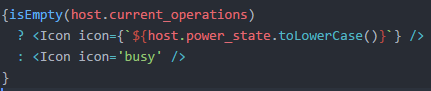 {isEmpty(host.current_operations)
  ? <Icon icon={`${host.power_state.toLowerCase()}`} />
  : <Icon icon='busy' />
}